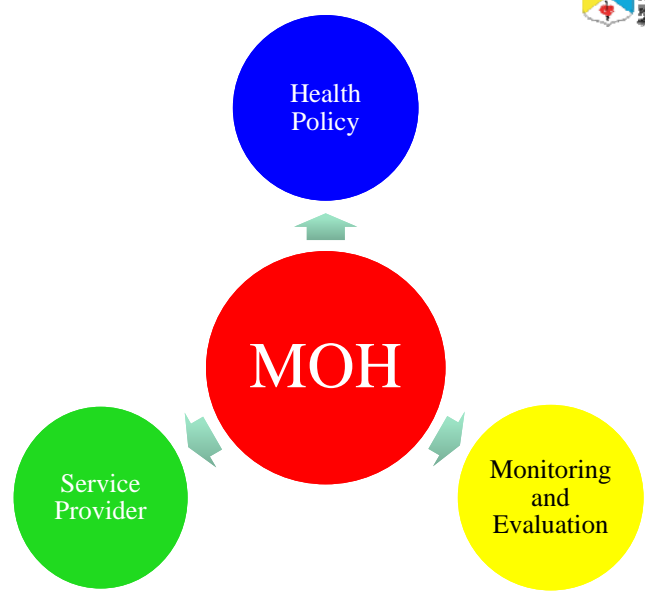 Health
Policy
MOH
Service
Provider
Monitoring
and
Evaluation